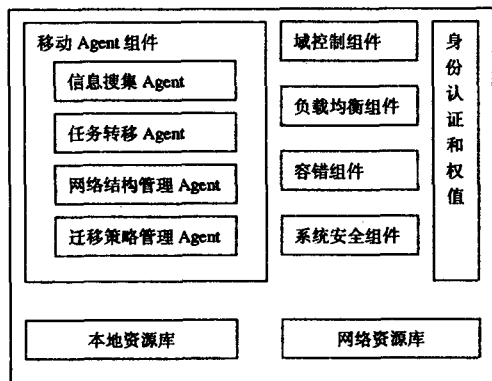 移动 Agent 组件
信息搜集 Agent
任务转移 Agent
网络结构管理 Agent
迁移策略管理 Agent
域控制组件
负载均衡组件
容错组件
系统安全组件
身份认证和权值
本地资源库
网络资源库